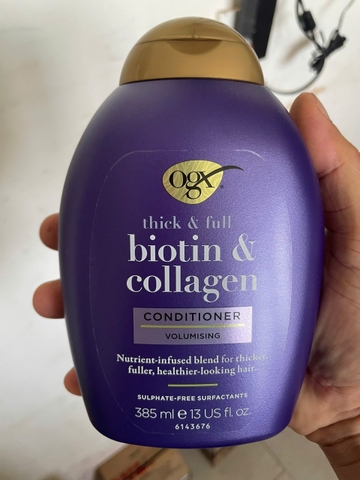 ogx
thick & full
biotin &
collagen
CONDITIONER
VOLUMISING
Nutrient-infused blend for thicker,
fuller, healthier-looking hair...
SULPHATE-FREE SURFACTANTS
385 ml e 13 US fl. oz.
6143676